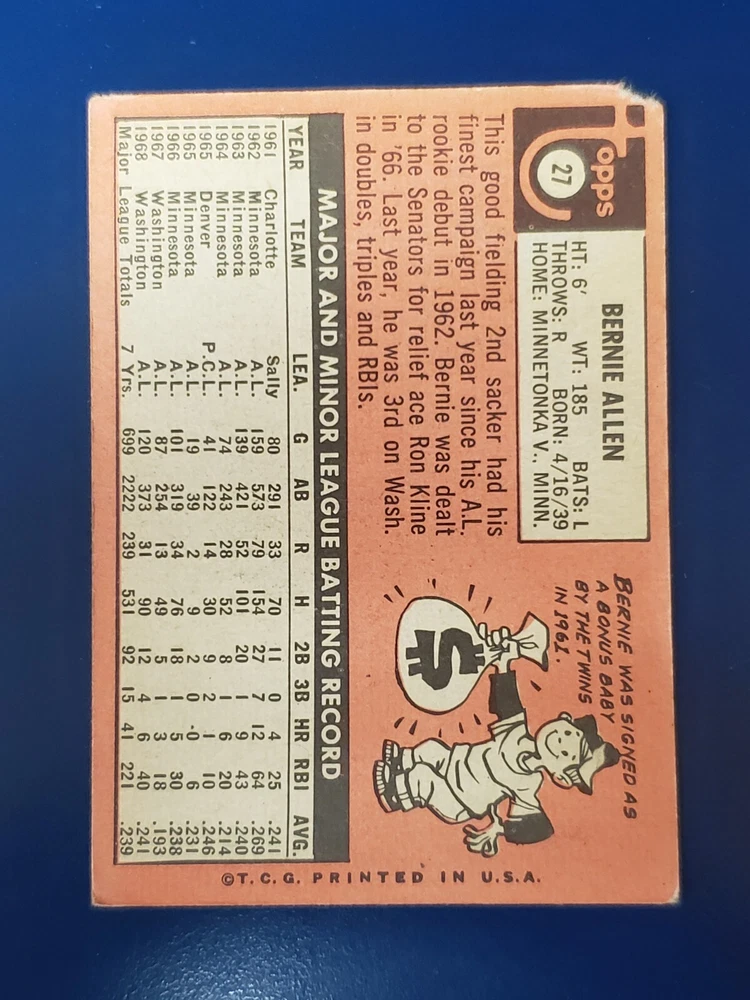 Topps
27
BERNIE ALLEN
HT: 6' WT: 185 BATS: L
THROWS: R BORN: 4/16/39
HOME: MINNETONKA V., MINN.
BERNIE WAS SIGNED AS
A BONUS BABY
BY THE TWINS
IN 1961.
$
This good fielding 2nd sacker had his
finest campaign last year since his A.L.
rookie debut in 1962. Bernie was dealt
to the Senators for relief ace Ron Kline
in '66. Last year, he was 3rd on Wash.
in doubles, triples and RBIs.
MAJOR AND MINOR LEAGUE BATTING RECORD
YEAR TEAM LEA. G AB R H 2B 3B HR RBI AVG.
1961 Charlotte Sally 80 291 33 70 11 0 4 25 .241
1962 Minnesota A.L. 159 573 79 154 27 7 12 64 .269
1963 Minnesota A.L. 139 421 52 101 20 1 9 43 .240
1964 Minnesota A.L. 74 243 28 52 8 1 6 20 .214
1965 Denver P.C.L. 41 122 14 30 9 2 1 10 .246
1965 Minnesota A.L. 19 39 2 9 2 0 -0 6 .231
1966 Minnesota A.L. 101 319 34 76 18 1 5 30 .238
1967 Washington A.L. 87 254 13 49 5 1 3 18 .193
1968 Washington A.L. 120 373 31 90 12 4 6 40 .241
Major League Totals 7 Yrs. 699 2222 239 531 92 15 41 221 .239
©T.C.G. PRINTED IN U.S.A.